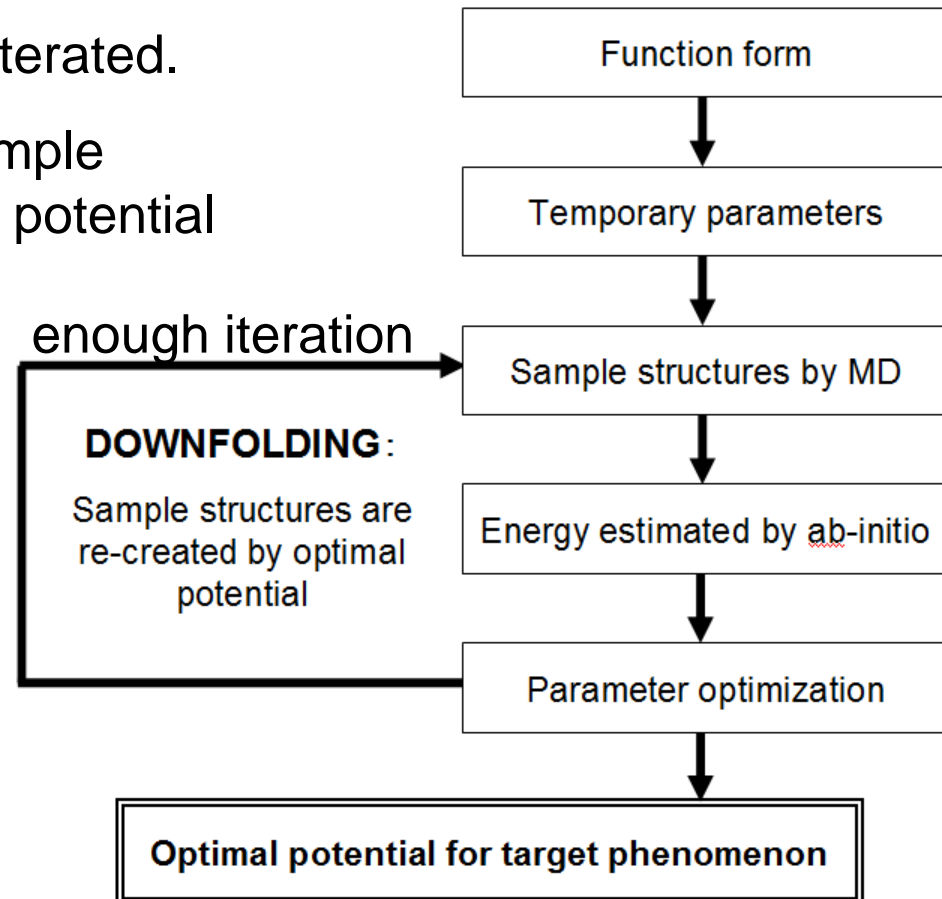 terated.
mple
potential
enough iteration
DOWNFOLDING:
Sample structures are
re-created by optimal
potential
Function form
Temporary parameters
Sample structures by MD
Energy estimated by ab-initio
Parameter optimization
Optimal potential for target phenomenon